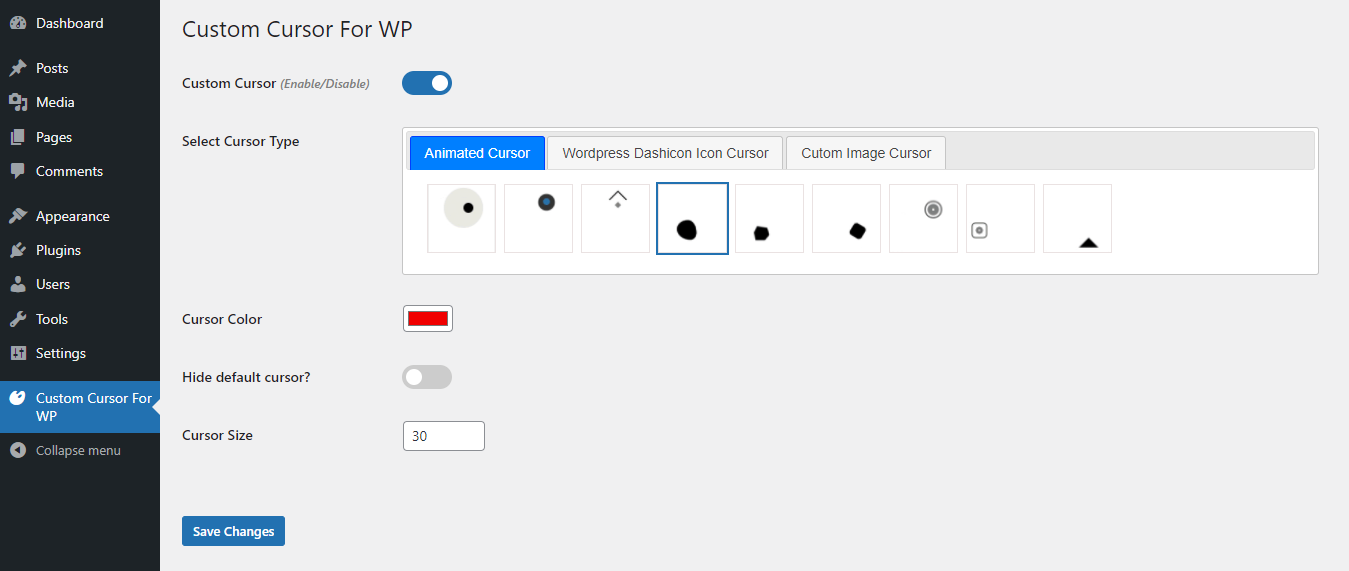 Dashboard
Posts
Media
Pages
Comments
Appearance
Plugins
Users
Tools
Settings
Custom Cursor For
WP
Collapse menu
Custom Cursor For WP
Custom Cursor (Enable/Disable)
Select Cursor Type
Animated Cursor Wordpress Dashicon Icon Cursor Cutom Image Cursor
Cursor Color
Hide default cursor?
Cursor Size 30
Save Changes